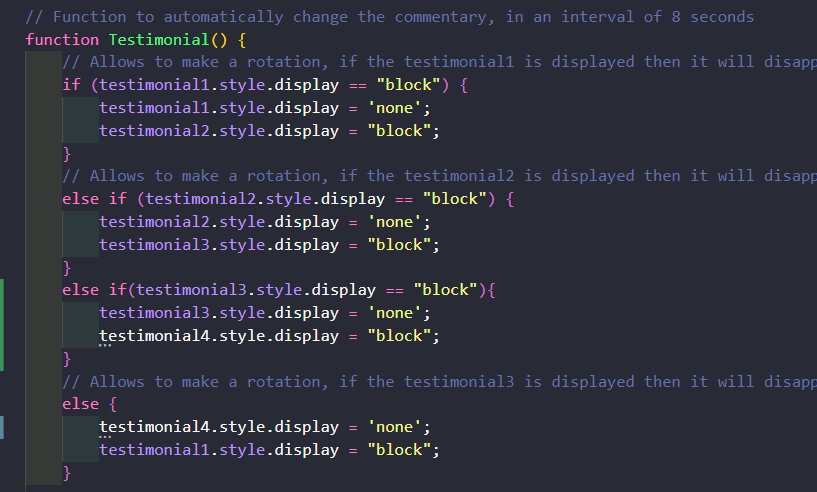 // Function to automatically change the commentary, in an interval of 8 seconds
function Testimonial() {
// Allows to make a rotation, if the testimonial1 is displayed then it will disapp
if (testimonial1.style.display == "block") {
testimonial1.style.display = 'none';
testimonial2.style.display = "block";
}
// Allows to make a rotation, if the testimonial2 is displayed then it will disapp
else if (testimonial2.style.display == "block") {
testimonial2.style.display = 'none';
testimonial3.style.display = "block";
}
else if(testimonial3.style.display == "block"){
testimonial3.style.display = 'none';
testimonial4.style.display = "block";
}
// Allows to make a rotation, if the testimonial3 is displayed then it will disapp
else {
testimonial4.style.display = 'none';
testimonial1.style.display = "block";
}